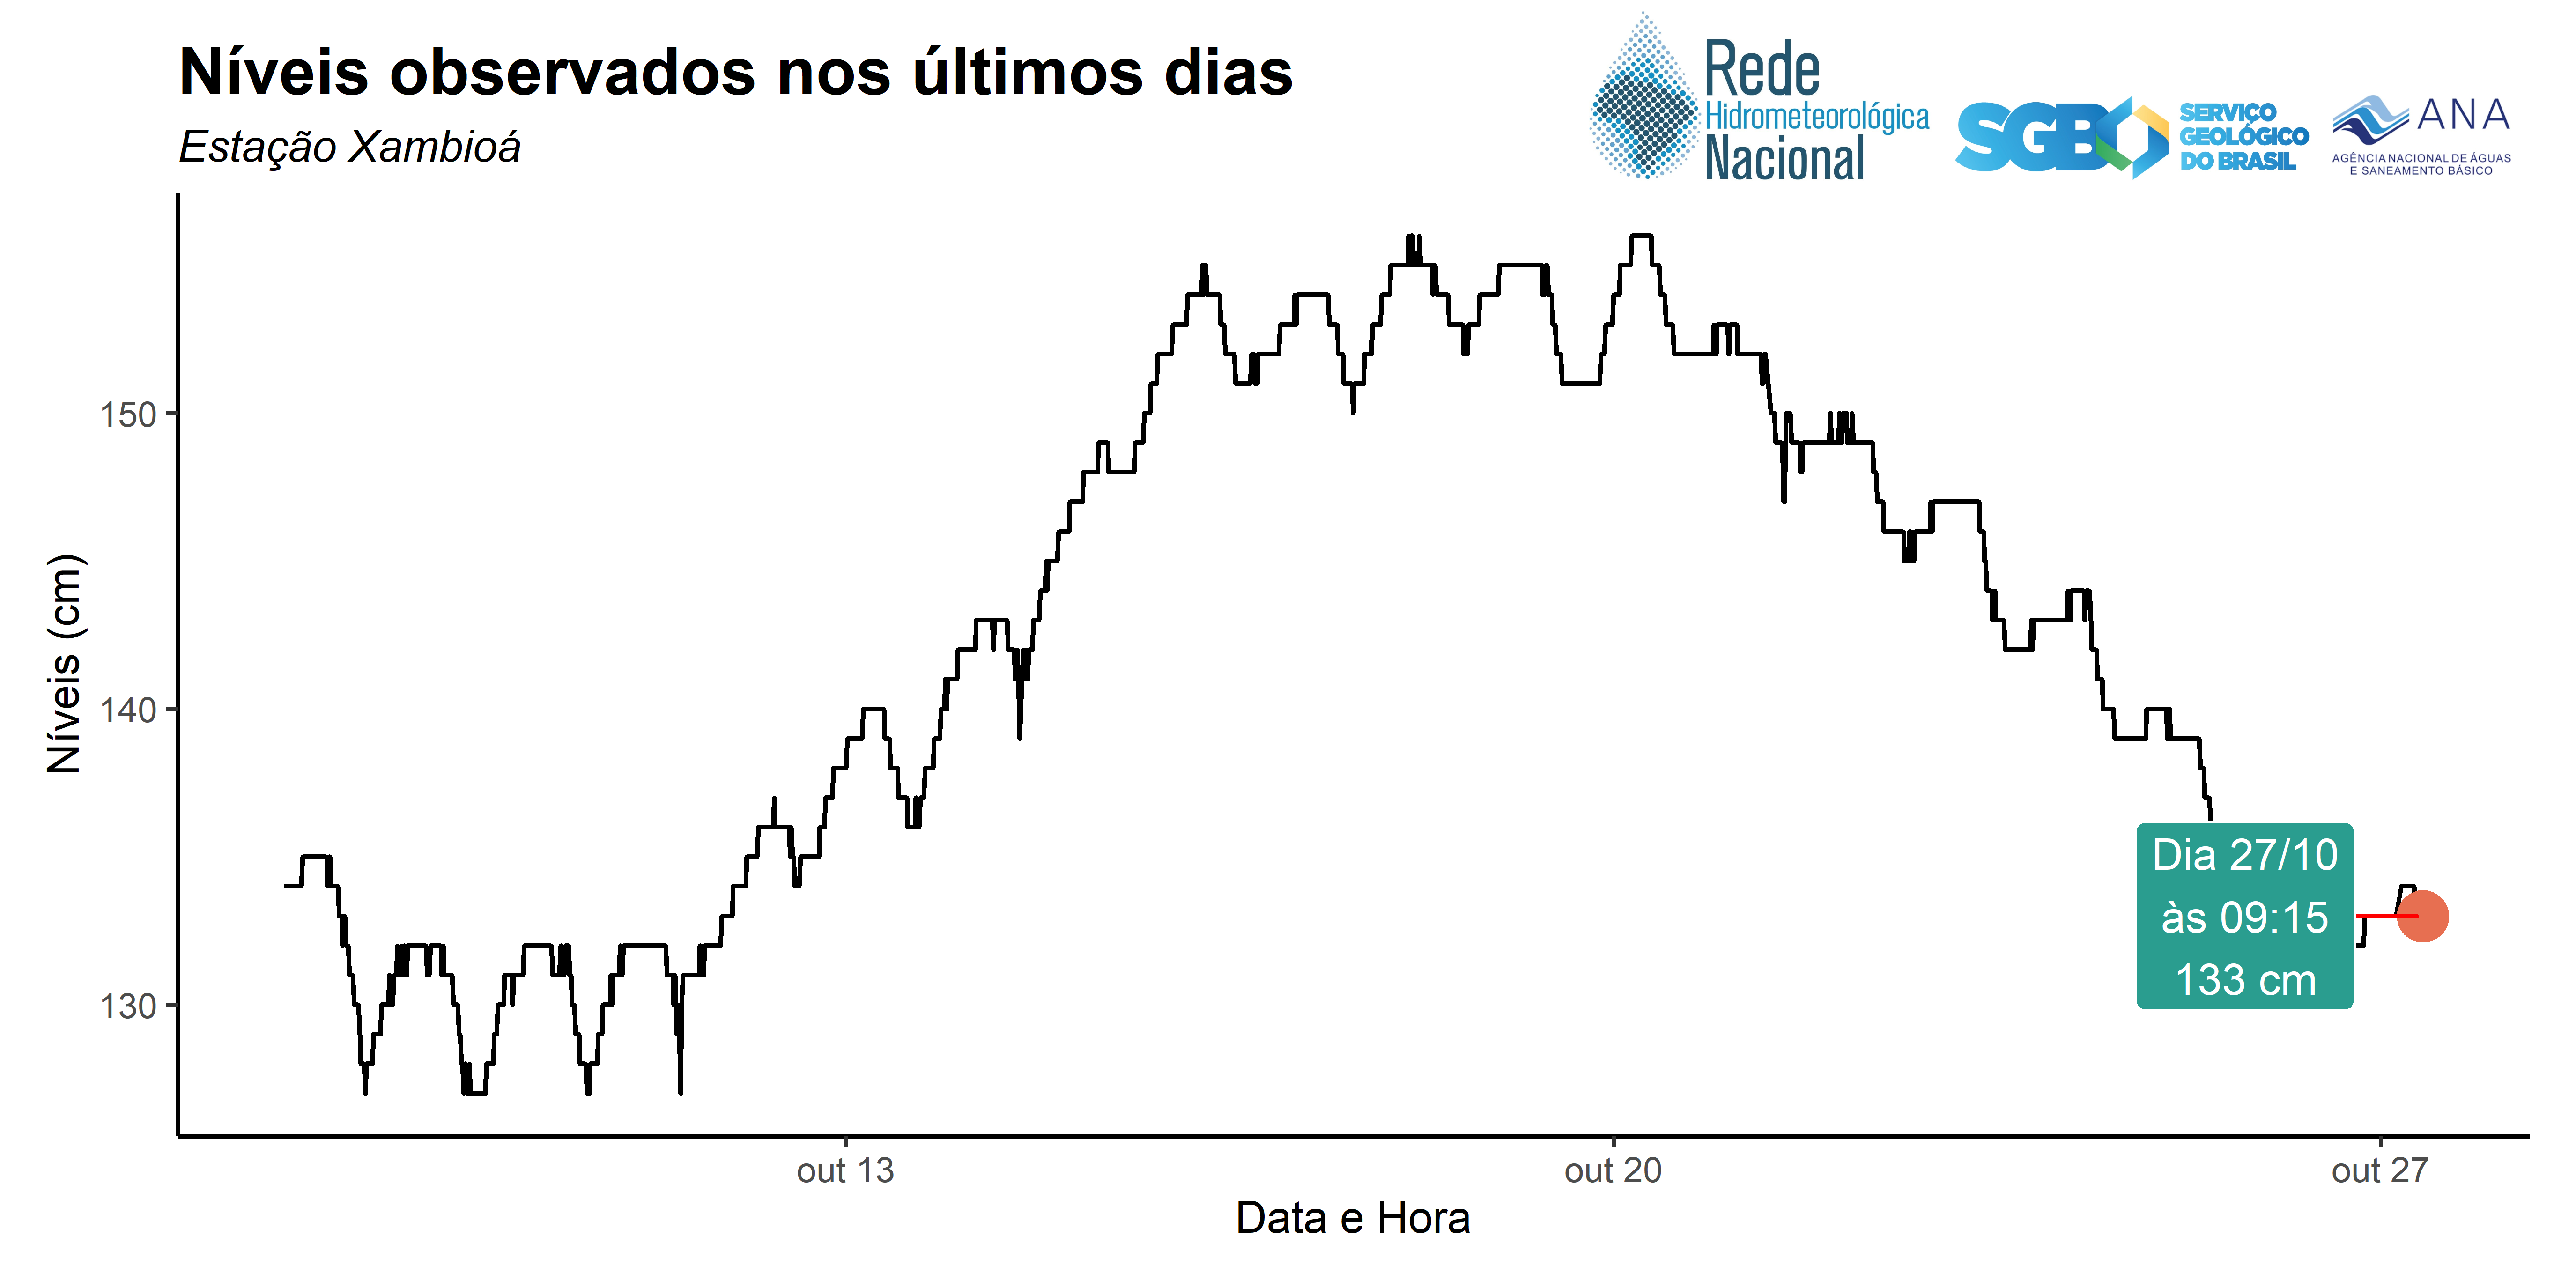 Níveis observados nos últimos dias
Estação Xambioá
Rede
Hidrometeorológica
Nacional
SGB
SERVIÇO
GEOLÓGICO
DO BRASIL
ANA
AGÊNCIA NACIONAL DE ÁGUAS
E SANEAMENTO BÁSICO
Níveis (cm)
150
140
130
Dia 27/10
às 09:15
133 cm
out 13
out 20
out 27
Data e Hora